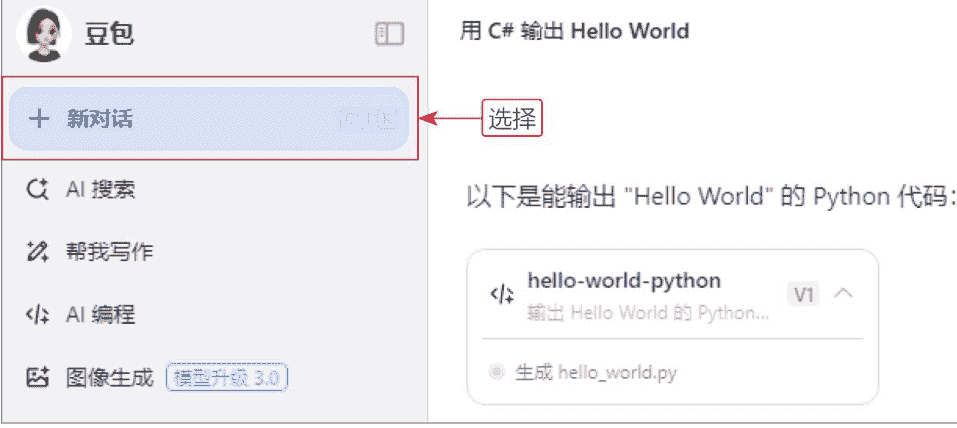 豆包
新对话
AI 搜索
帮我写作
AI 编程
图像生成 模型升级 3.0
用 C# 输出 Hello World
选择
以下是能输出 "Hello World" 的 Python 代码：
hello-world-python
V1
输出 Hello World 的 Python...
生成 hello_world.py